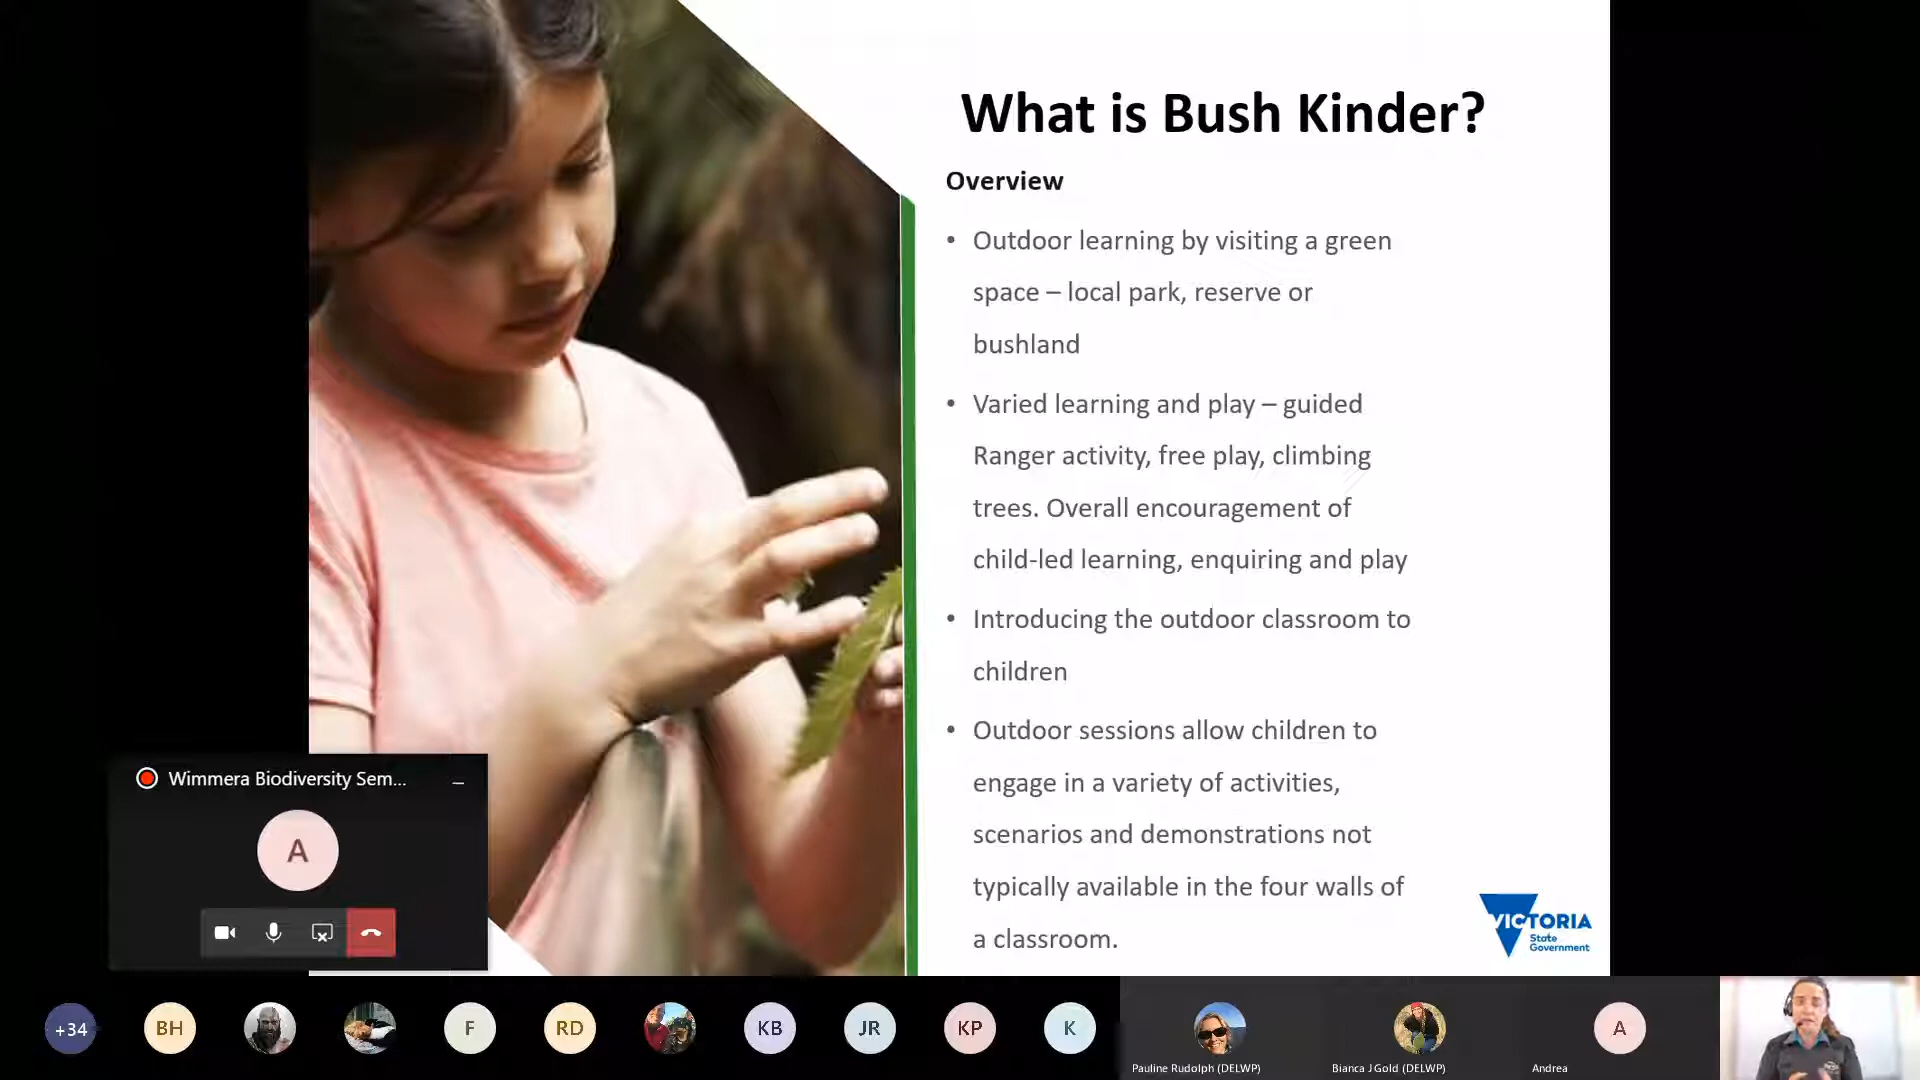 What is Bush Kinder?
Overview
• Outdoor learning by visiting a green
space – local park, reserve or
bushland
• Varied learning and play – guided
Ranger activity, free play, climbing
trees. Overall encouragement of
child-led learning, enquiring and play
• Introducing the outdoor classroom to
children
• Outdoor sessions allow children to
engage in a variety of activities,
scenarios and demonstrations not
typically available in the four walls of
a classroom.
VICTORIA
State
Government
Wimmera Biodiversity Sem...
A
+34
BH
F
RD
KB
JR
KP
K
A
Pauline Rudolph (DELWP)
Bianca J Gold (DELWP)
Andrea